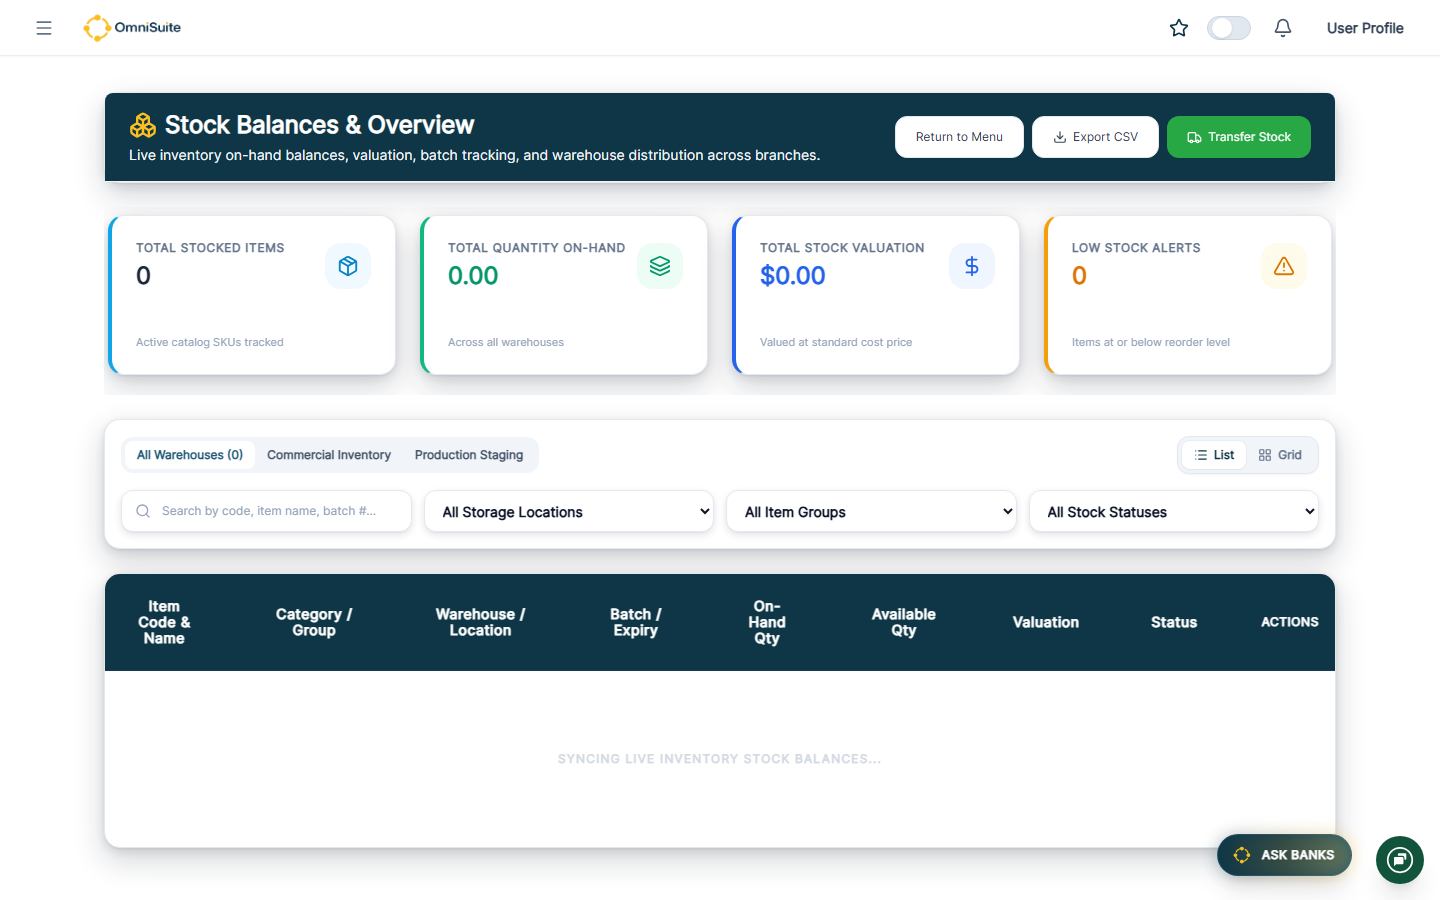 OmniSuite
User Profile
Stock Balances & Overview
Live inventory on-hand balances, valuation, batch tracking, and warehouse distribution across branches.
Return to Menu
Export CSV
Transfer Stock
TOTAL STOCKED ITEMS
0
Active catalog SKUs tracked
TOTAL QUANTITY ON-HAND
0.00
Across all warehouses
TOTAL STOCK VALUATION
$0.00
Valued at standard cost price
LOW STOCK ALERTS
0
Items at or below reorder level
All Warehouses (0)
Commercial Inventory
Production Staging
List
Grid
Search by code, item name, batch #...
All Storage Locations
All Item Groups
All Stock Statuses
Item
Code &
Name
Category /
Group
Warehouse /
Location
Batch /
Expiry
On-
Hand
Qty
Available
Qty
Valuation
Status
ACTIONS
SYNCING LIVE INVENTORY STOCK BALANCES...
ASK BANKS